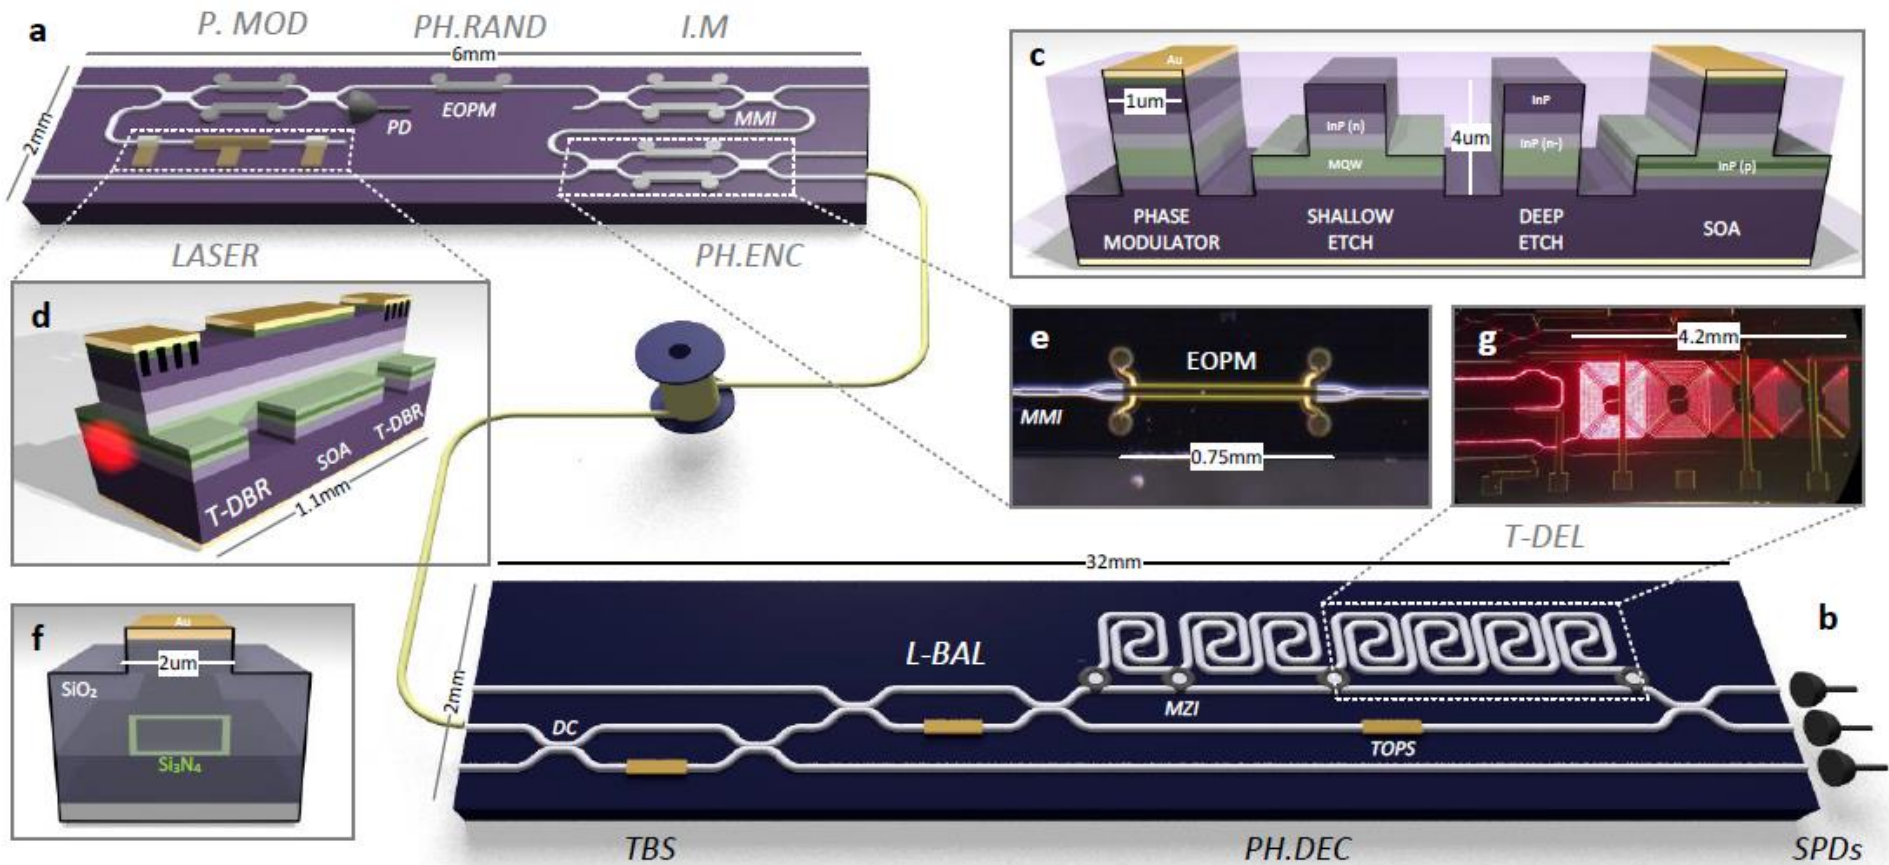 a
P. MOD
PH.RAND
I.M
6mm
2mm
PD
EOPM
MMI
LASER
PH.ENC
c
Au
1um
InP (n)
MQW
4um
InP
InP (n-)
InP (p)
PHASE
MODULATOR
SHALLOW
ETCH
DEEP
ETCH
SOA
d
T-DBR
SOA
T-DBR
1.1mm
e
EOPM
MMI
0.75mm
g
4.2mm
T-DEL
f
Au
2um
SiO₂
Si₃N₄
32mm
b
2mm
L-BAL
DC
MZI
TOPS
TBS
PH.DEC
SPDs